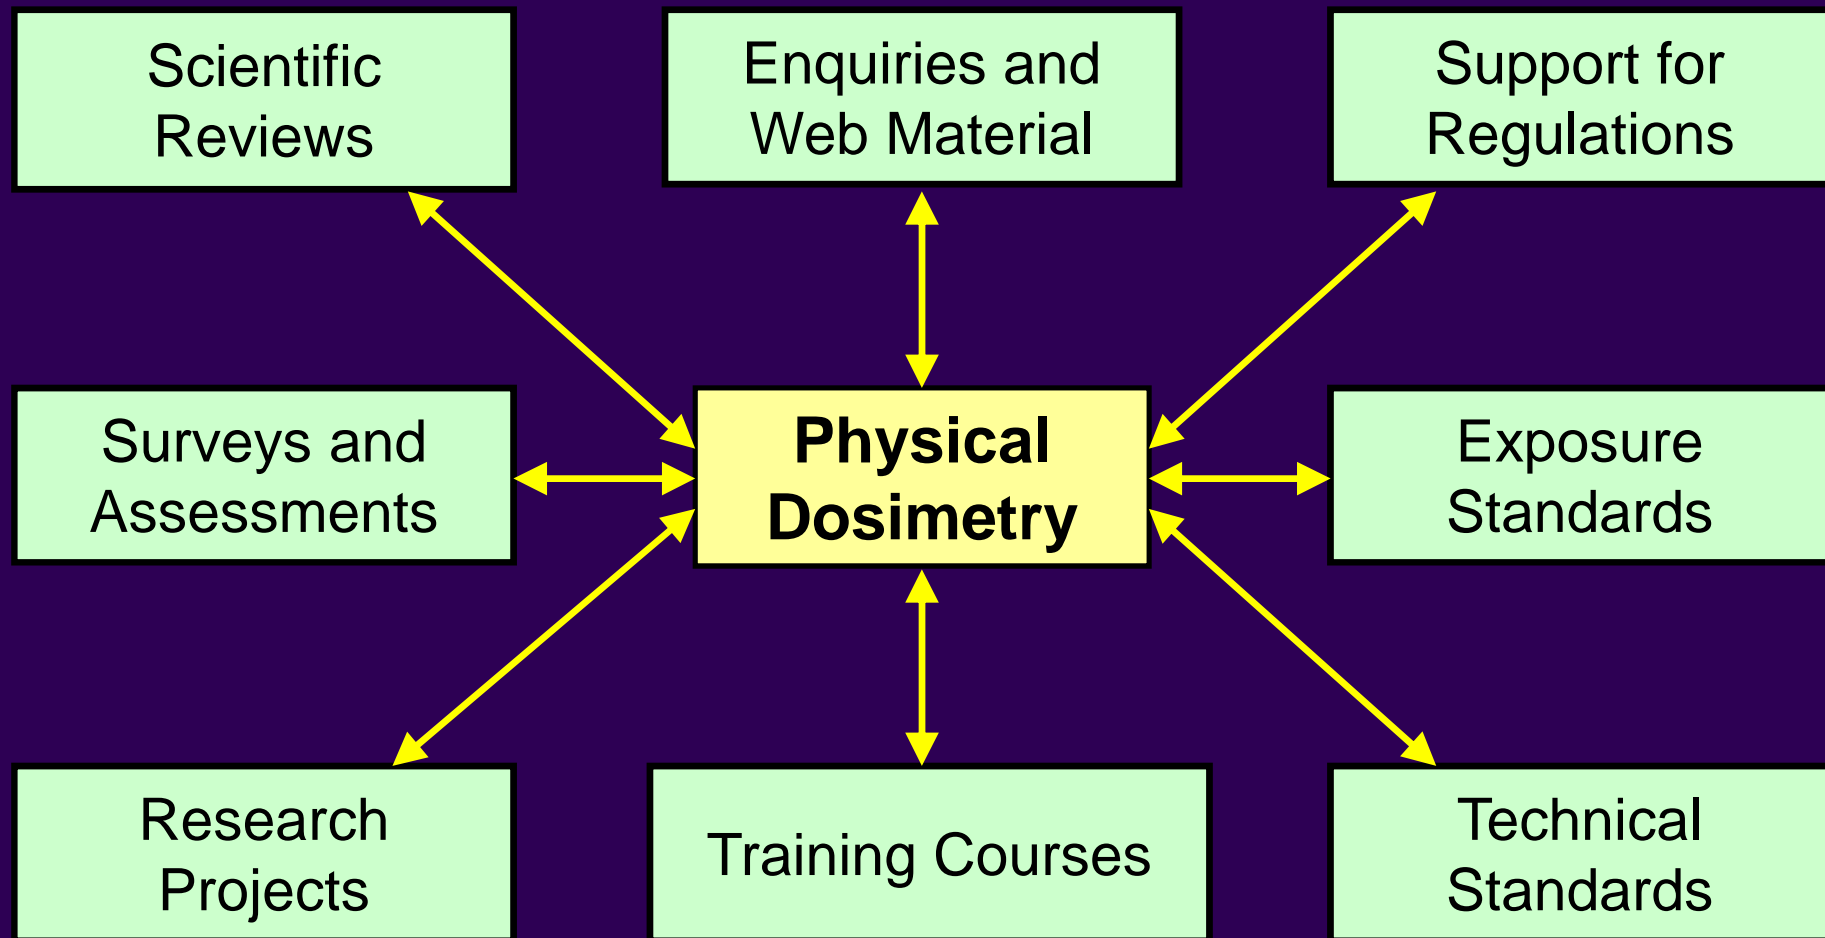 Scientific
Reviews
Enquiries and
Web Material
Support for
Regulations
Surveys and
Assessments
Physical
Dosimetry
Exposure
Standards
Research
Projects
Training Courses
Technical
Standards